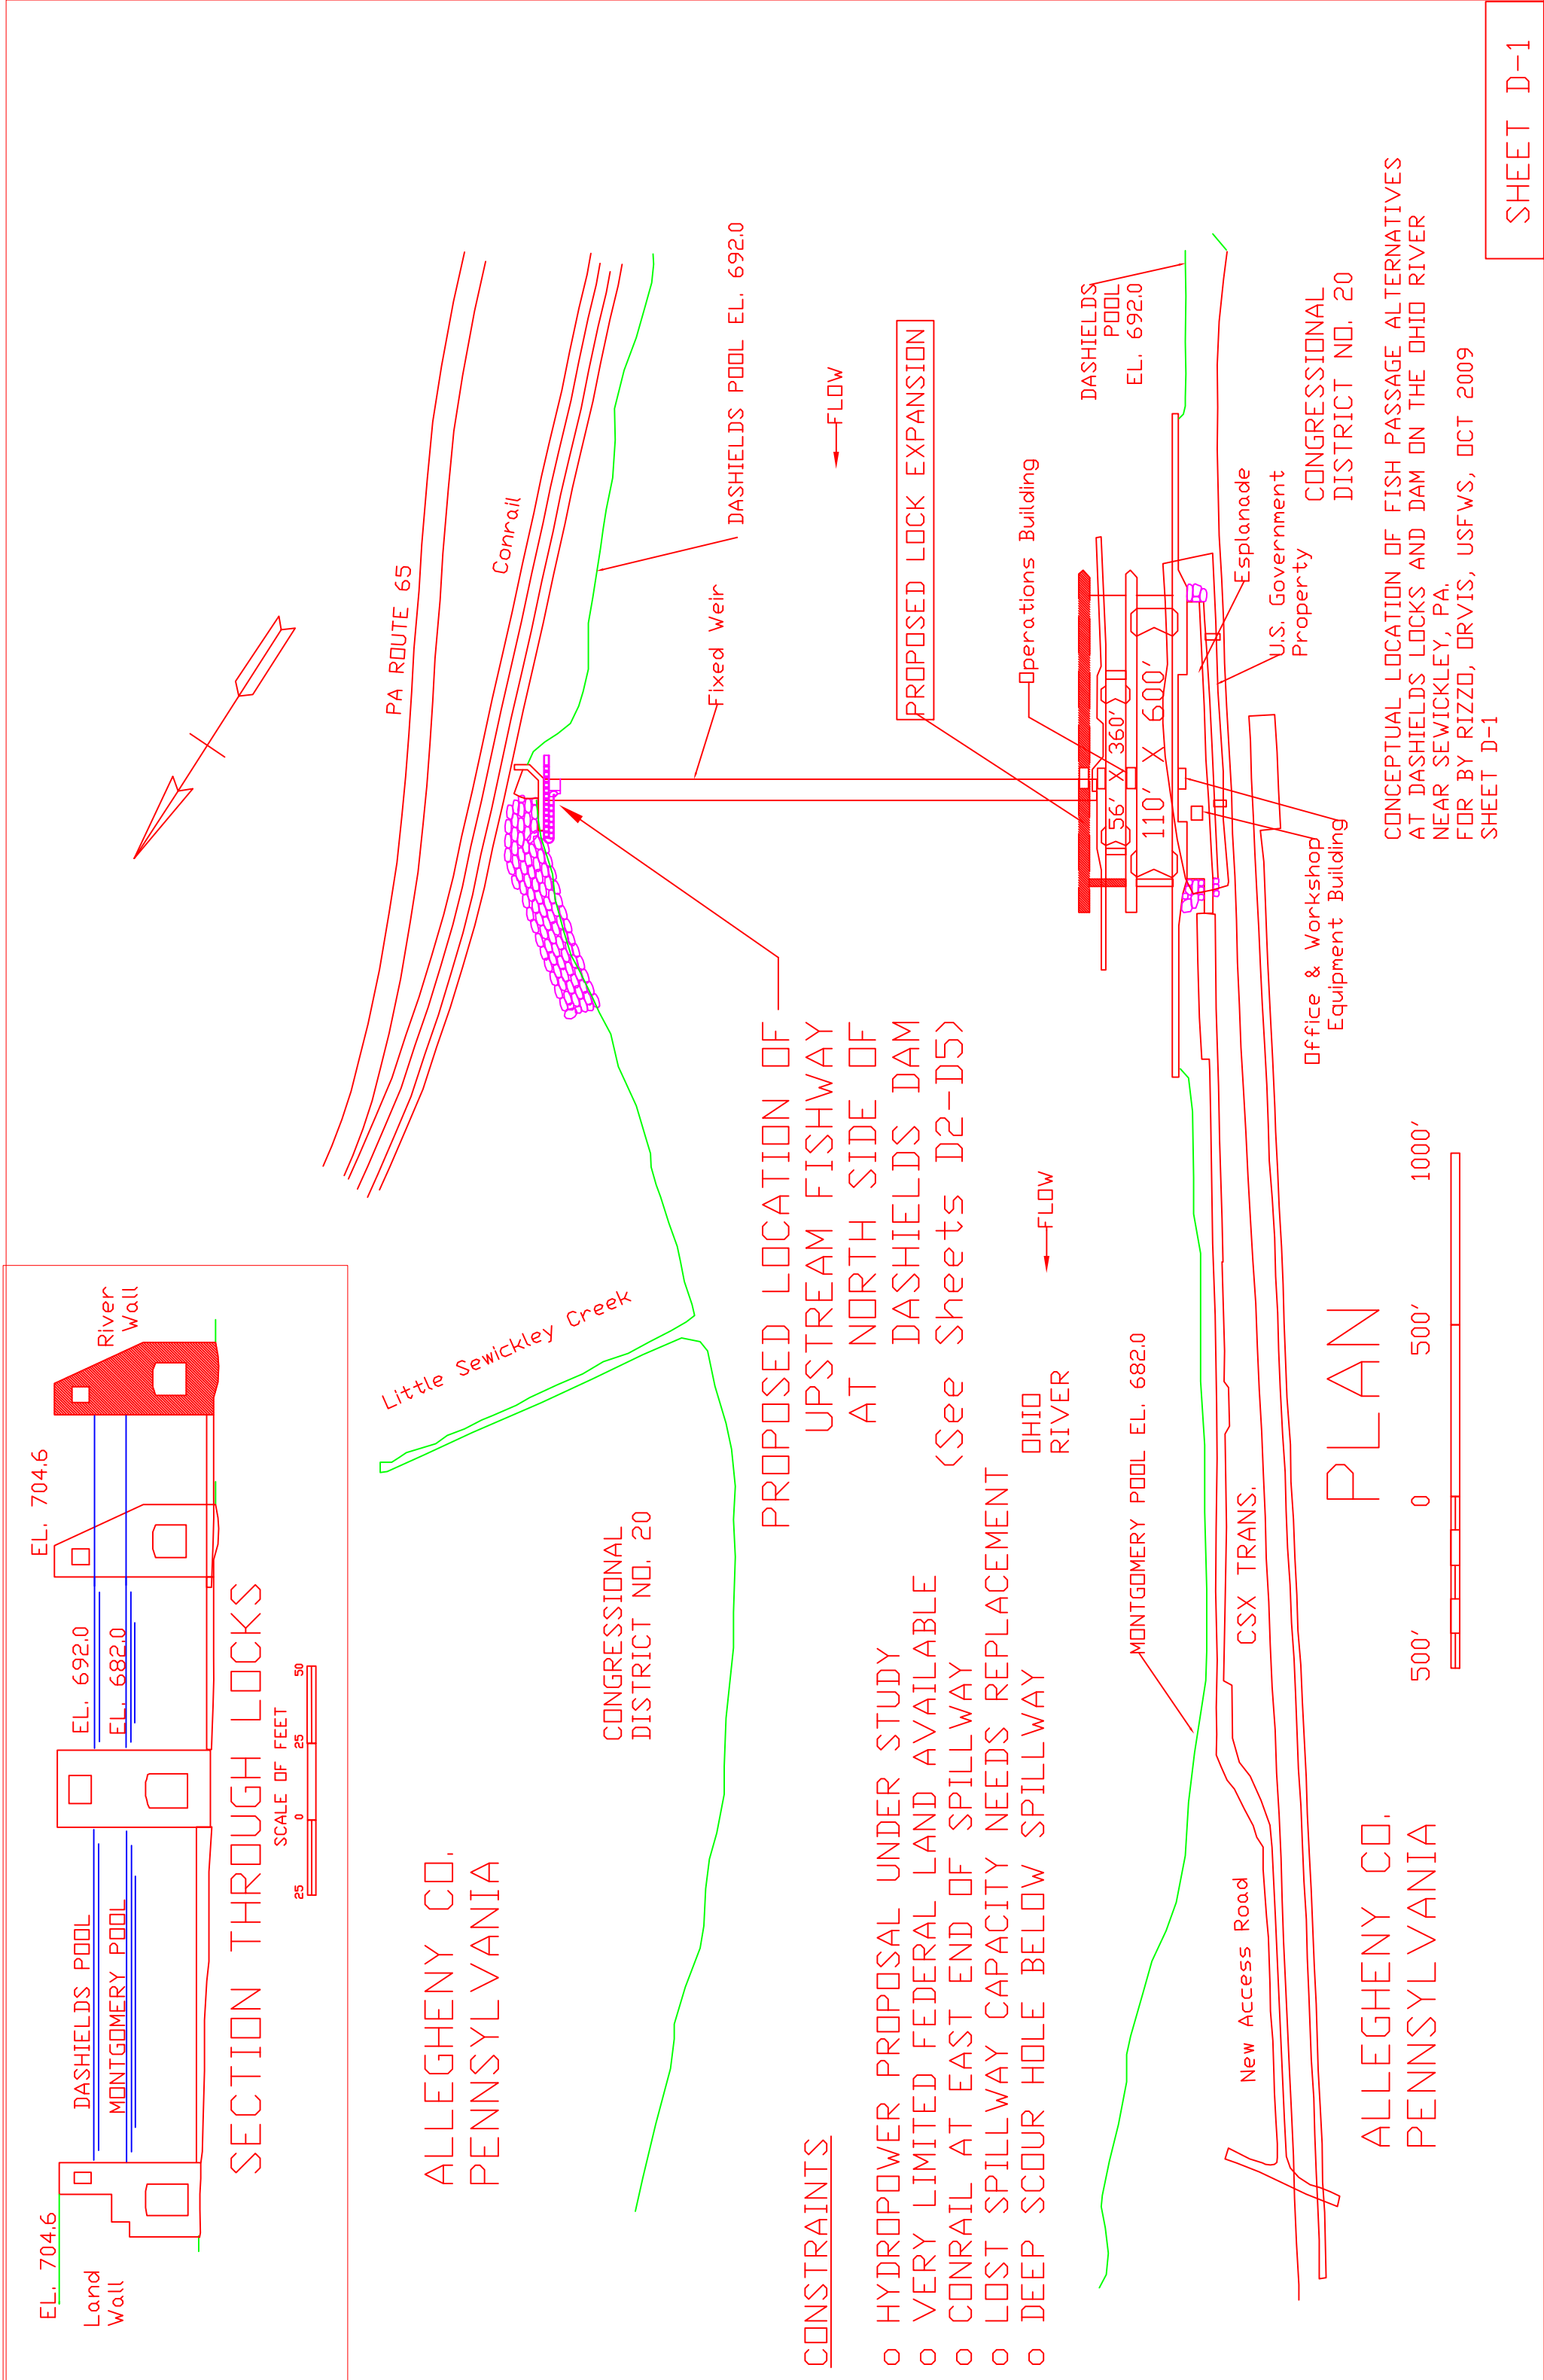 EL. 704.6
Land
Wall
DASHIELDS POOL
MONTGOMERY POOL
EL. 692.0
EL. 682.0
EL. 704.6
River
Wall
SECTION THROUGH LOCKS
SCALE OF FEET
25 0 25 50
PA ROUTE 65
Conrail
Little Sewickley Creek
ALLEGHENY CO.
PENNSYLVANIA
CONGRESSIONAL
DISTRICT NO. 20
DASHIELDS POOL EL. 692.0
Fixed Weir
FLOW
PROPOSED LOCATION OF
UPSTREAM FISHWAY
AT NORTH SIDE OF
DASHIELDS DAM
(See Sheets D2-D5)
PROPOSED LOCK EXPANSION
CONSTRAINTS
o HYDROPOWER PROPOSAL UNDER STUDY
o VERY LIMITED FEDERAL LAND AVAILABLE
o CONRAIL AT EAST END OF SPILLWAY
o LOST SPILLWAY CAPACITY NEEDS REPLACEMENT
o DEEP SCOUR HOLE BELOW SPILLWAY
OHIO
RIVER
FLOW
Operations Building
DASHIELDS
POOL
EL. 692.0
56' X 360'
110' X 600'
MONTGOMERY POOL EL. 682.0
CSX TRANS.
New Access Road
Esplanade
U.S. Government
Property
Office & Workshop
Equipment Building
CONGRESSIONAL
DISTRICT NO. 20
PLAN
ALLEGHENY CO.
PENNSYLVANIA
500' 0 500' 1000'
CONCEPTUAL LOCATION OF FISH PASSAGE ALTERNATIVES
AT DASHIELDS LOCKS AND DAM ON THE OHIO RIVER
NEAR SEWICKLEY, PA.
FOR BY RIZZO, ORVIS, USFWS, OCT 2009
SHEET D-1
SHEET D-1